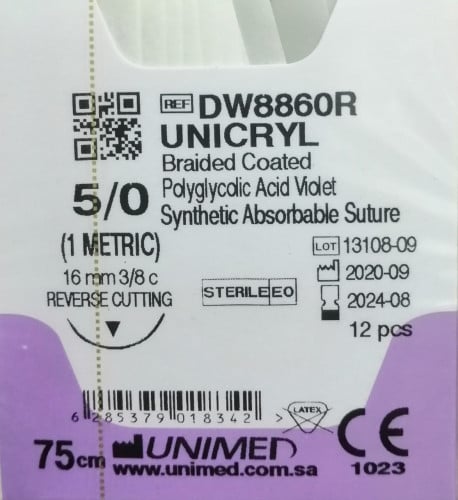 REF DW8860R
UNICRYL
Braided Coated
5/0
Polyglycolic Acid Violet
Synthetic Absorbable Suture
(1 METRIC)
16 mm 3/8 c
REVERSE CUTTING
LOT 13108-09
2020-09
STERILE EO
2024-08
12 pcs
6 285379 018342 >
LATEX
CE
1023
75cm
UNIMED
www.unimed.com.sa